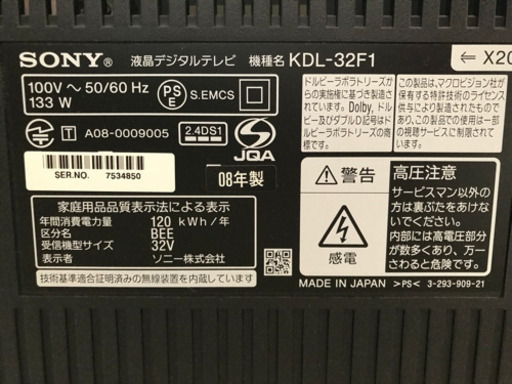 SONY 液晶デジタルテレビ 機種名 KDL-32F1
⇐ X20
100V ～ 50/60 Hz
133 W
PS
E
S.EMCS
T A08-0009005
2.4DS1
JQA
SER.NO. 7534850
08年製
家庭用品品質表示法による表示
年間消費電力量 120 kWh/年
区分名 BEE
受信機型サイズ 32V
表示者 ソニー株式会社
技術基準適合証明済みの無線装置を内蔵しています
ドルビーラボラトリーズから
の実施権に基づき製造され
ています。Dolby、ドル
ビー及びダブルD記号はド
ルビーラボラトリーズの商
標です。
この製品は、マクロビジョン社が
保有する特許技術のライセンス
供与により製造されたものであ
り、この使用は、限られた一部
の視聴サービスに制限されてい
ます。
警告
感電
高圧注意
サービスマン以外の
方は裏ぶたをあけな
いでください。
内部には高電圧部分
が数多くあり、万一
さわると危険です。
MADE IN JAPAN >PS< 3-293-909-21